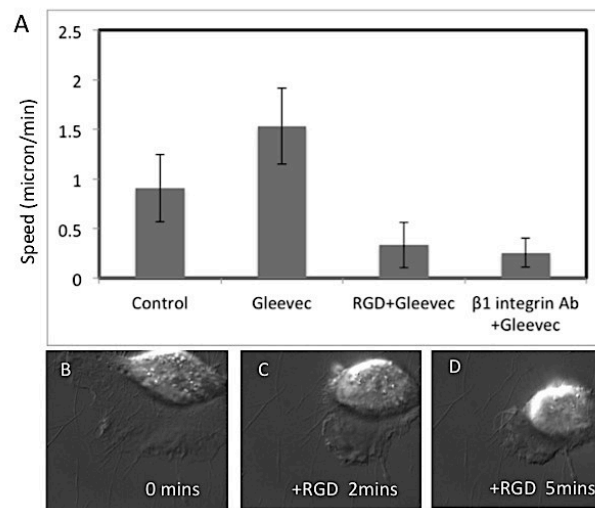 A
2.5
2
1.5
1
0.5
0
Speed (micron/min)
Control
Gleevec
RGD+Gleevec
β1 integrin Ab
+Gleevec
B
0 mins
C
+RGD 2mins
D
+RGD 5mins